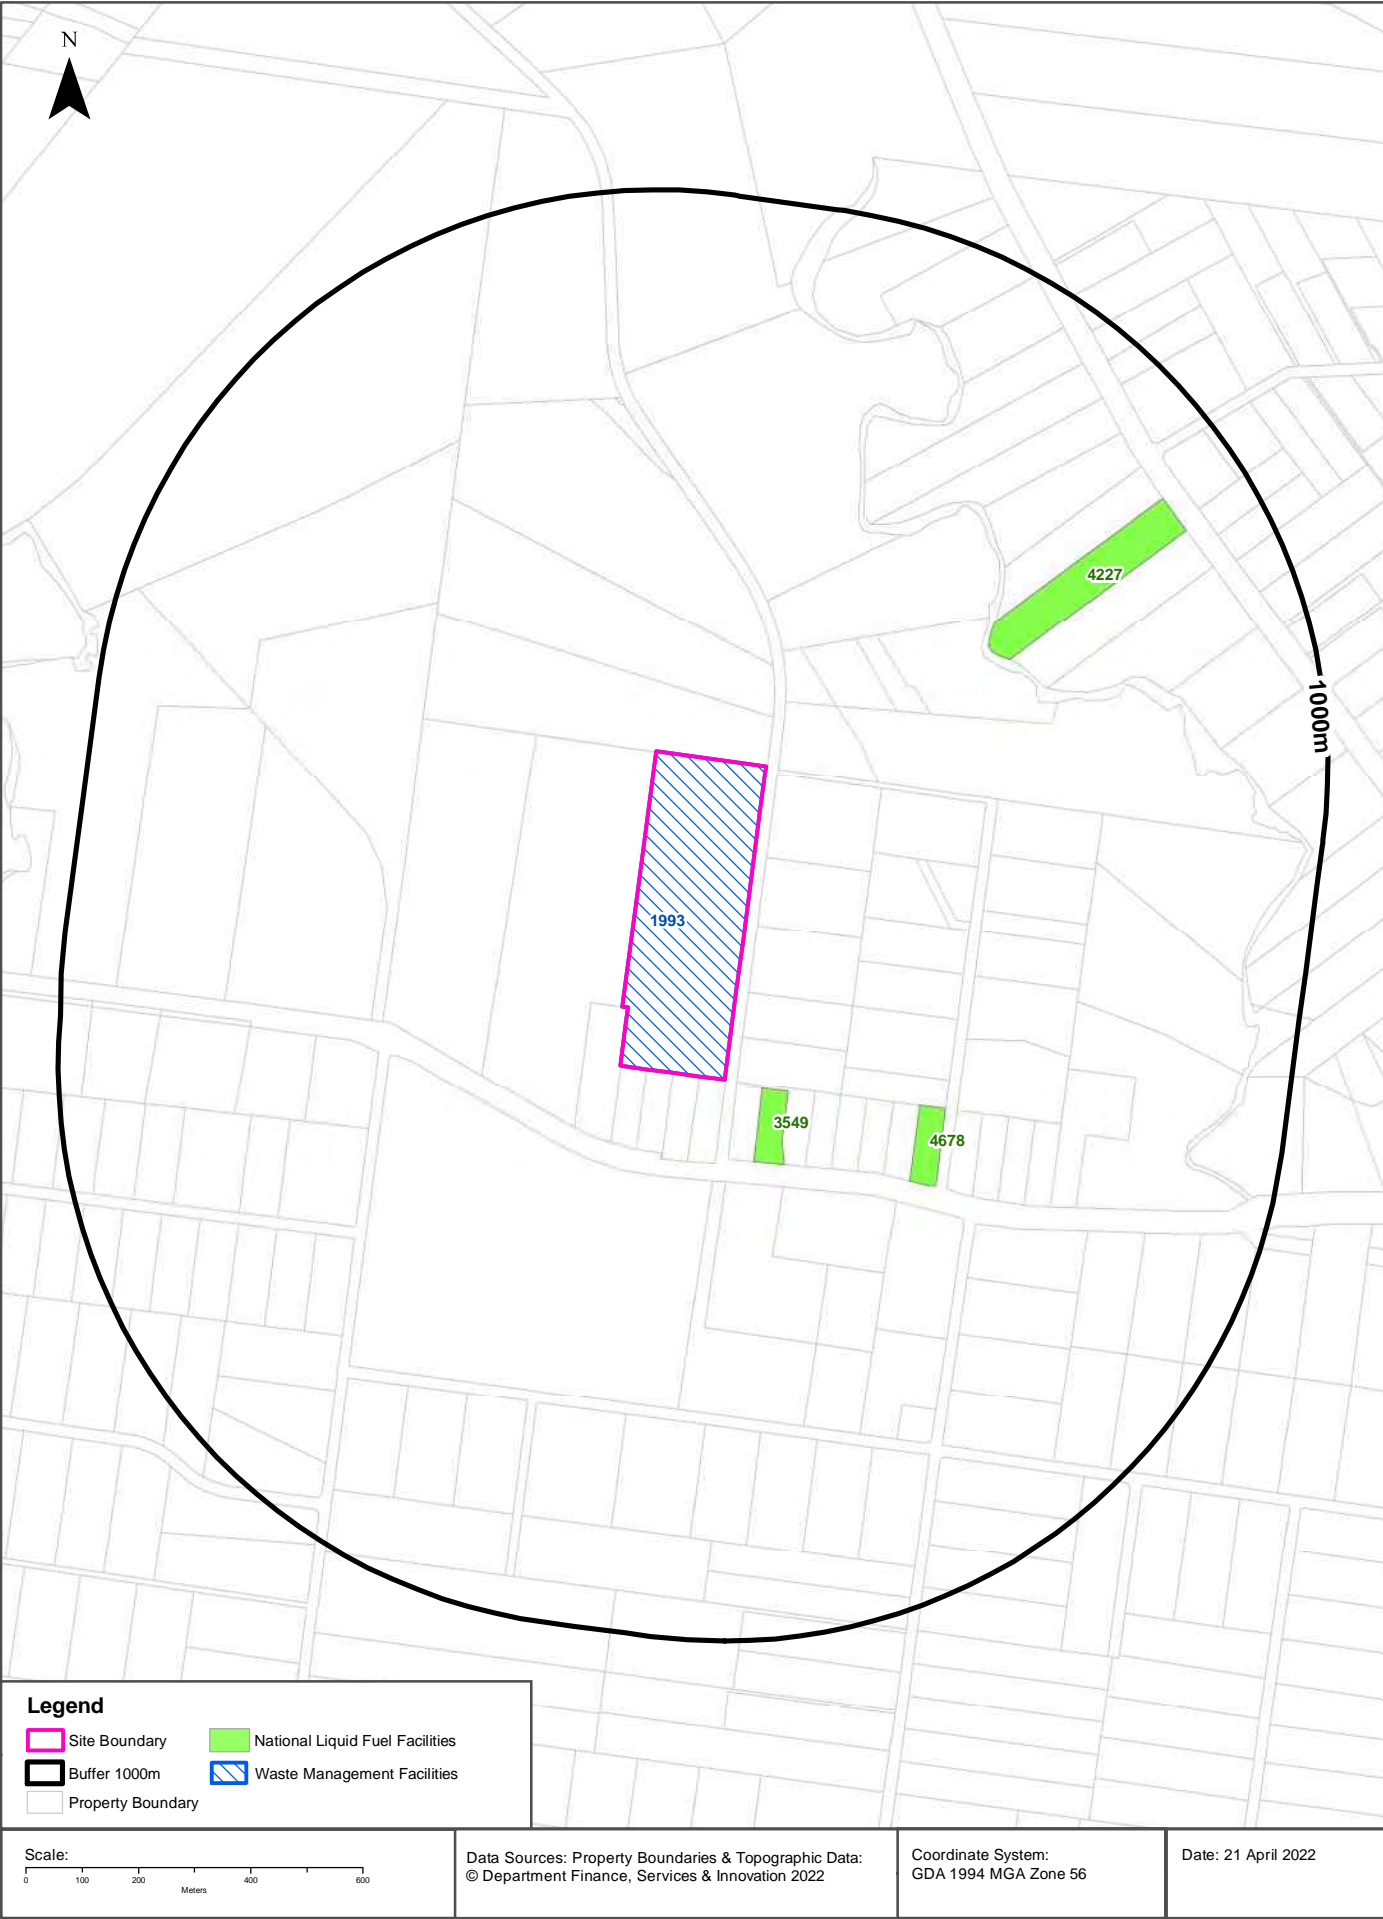 N
4227
1000m
1993
3549
4678
Legend
Site Boundary
National Liquid Fuel Facilities
Buffer 1000m
Waste Management Facilities
Property Boundary
Scale:
0 100 200 400 600
Meters
Data Sources: Property Boundaries & Topographic Data:
© Department Finance, Services & Innovation 2022
Coordinate System:
GDA 1994 MGA Zone 56
Date: 21 April 2022